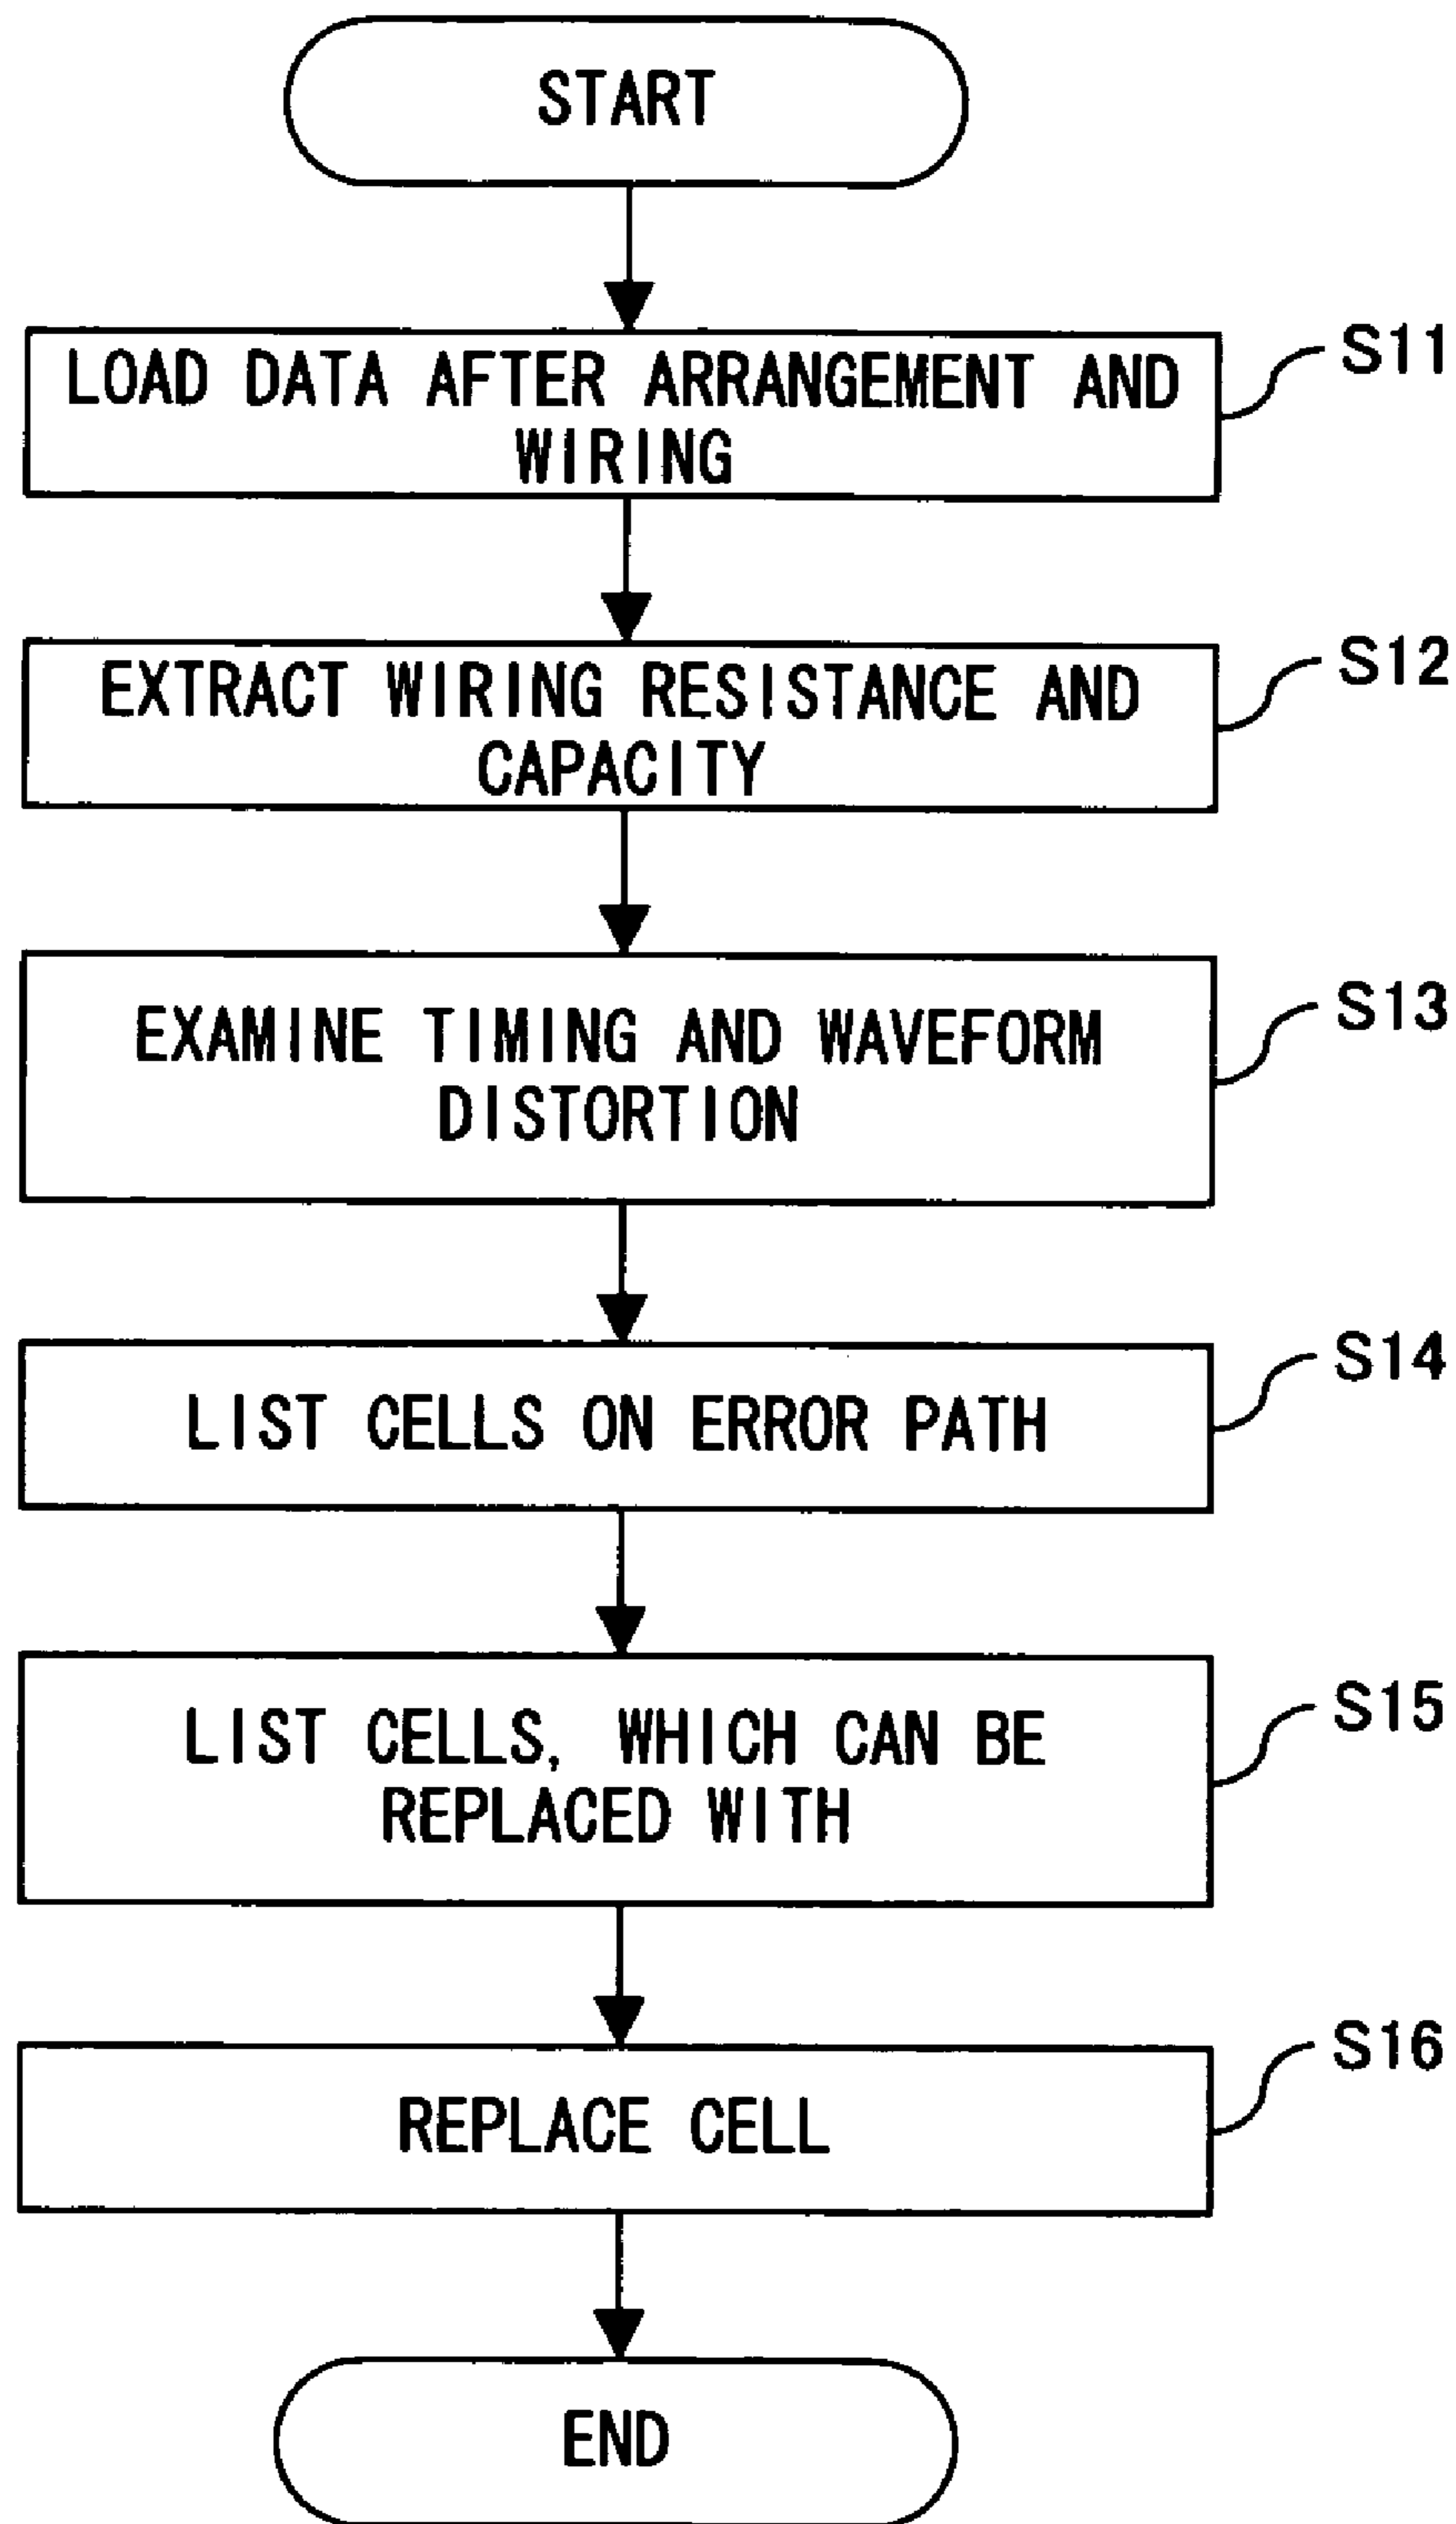 START
LOAD DATA AFTER ARRANGEMENT AND
WIRING
S11
EXTRACT WIRING RESISTANCE AND
CAPACITY
S12
EXAMINE TIMING AND WAVEFORM
DISTORTION
S13
LIST CELLS ON ERROR PATH
S14
LIST CELLS, WHICH CAN BE
REPLACED WITH
S15
REPLACE CELL
S16
END